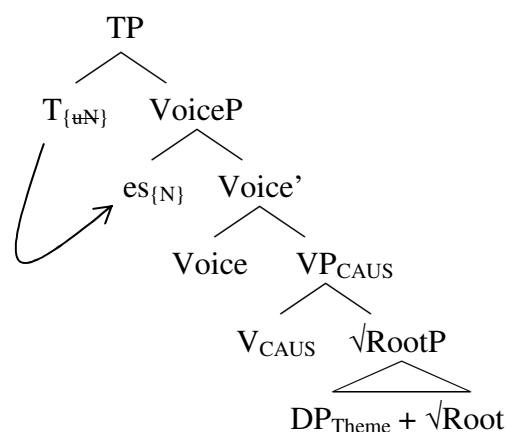 TP
T{uN} VoiceP
es{N} Voice’
Voice VPCAUS
VCAUS √RootP
DPTheme + √Root